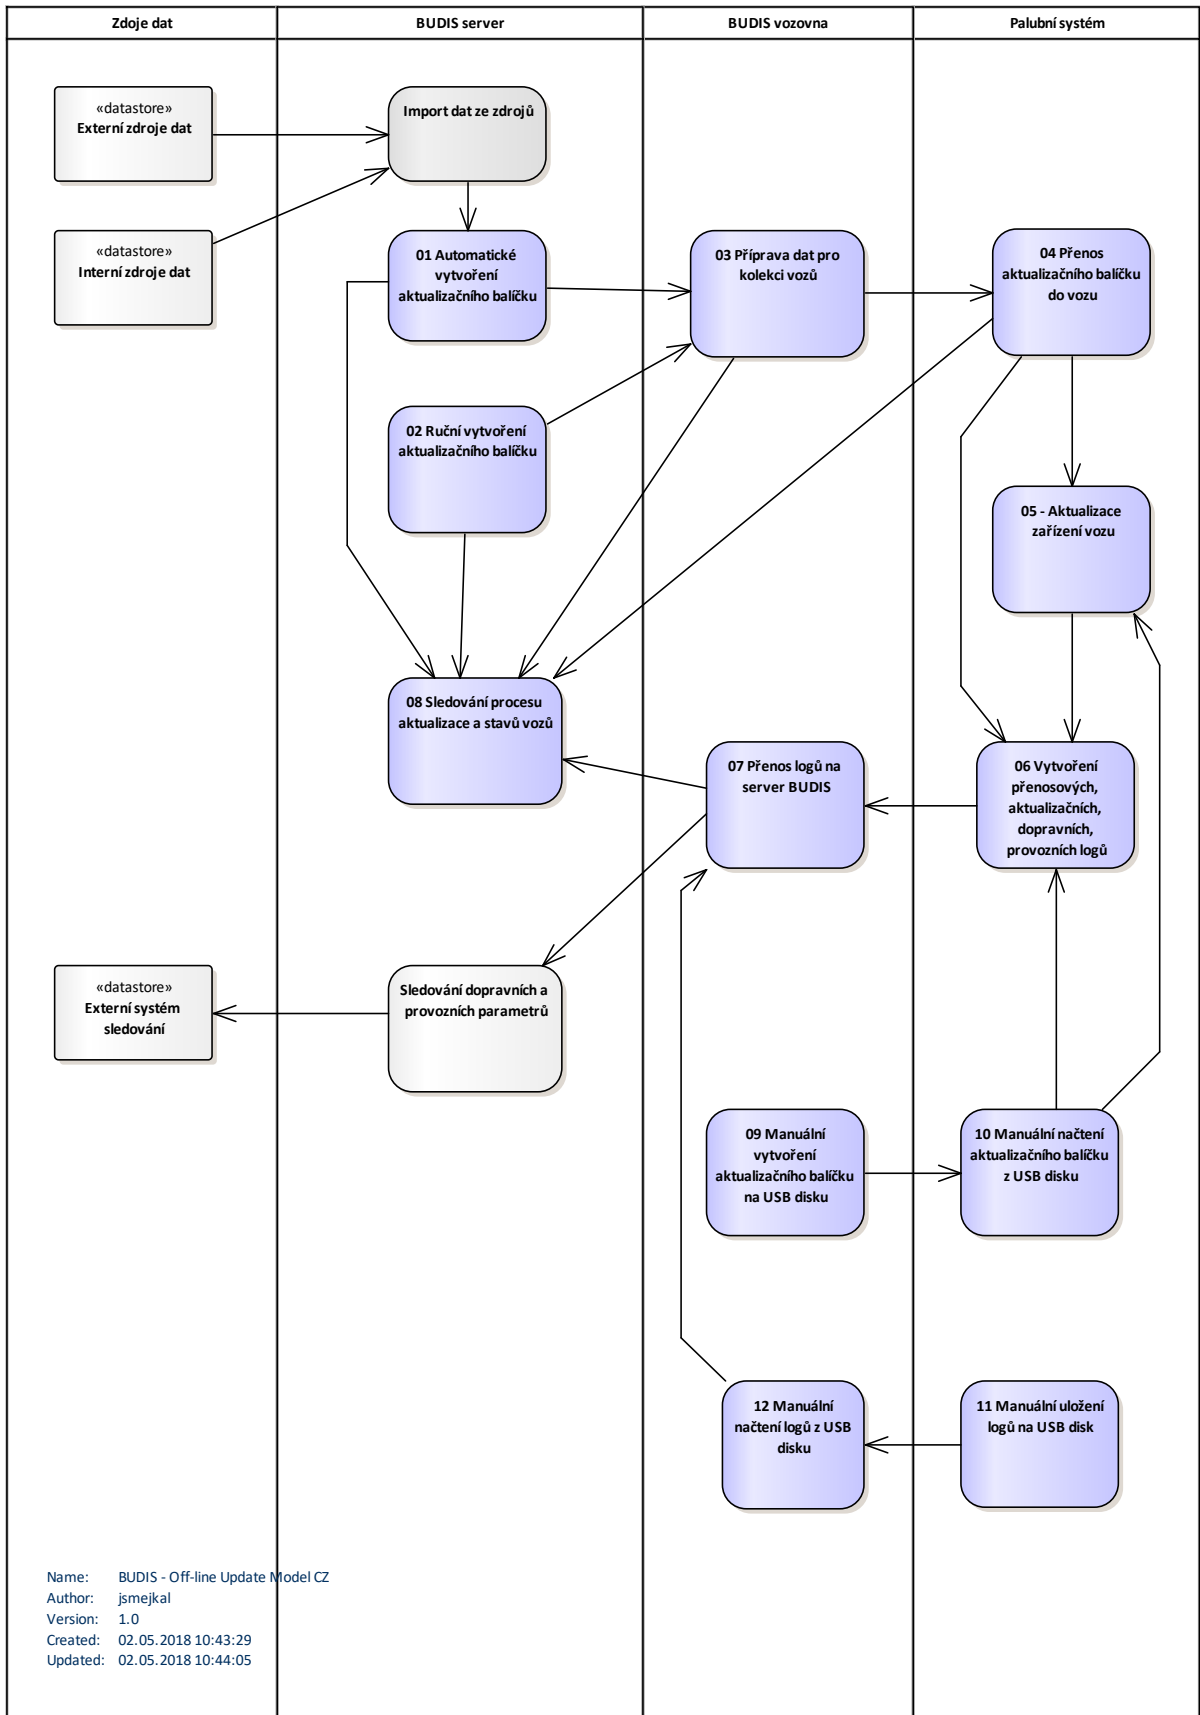 Zdoje dat
BUDIS server
BUDIS vozovna
Palubní systém
«datastore»
Externí zdroje dat
Import dat ze zdrojů
«datastore»
Interní zdroje dat
01 Automatické
vytvoření
aktualizačního balíčku
03 Příprava dat pro
kolekci vozů
04 Přenos
aktualizačního balíčku
do vozu
02 Ruční vytvoření
aktualizačního balíčku
05 - Aktualizace
zařízení vozu
08 Sledování procesu
aktualizace a stavů vozů
07 Přenos logů na
server BUDIS
06 Vytvoření
přenosových,
aktualizačních,
dopravních,
provozních logů
«datastore»
Externí systém
sledování
Sledování dopravních a
provozních parametrů
09 Manuální
vytvoření
aktualizačního balíčku
na USB disku
10 Manuální načtení
aktualizačního balíčku
z USB disku
12 Manuální
načtení logů z USB
disku
11 Manuální uložení
logů na USB disk
Name: BUDIS - Off-line Update Model CZ
Author: jsmejkal
Version: 1.0
Created: 02.05.2018 10:43:29
Updated: 02.05.2018 10:44:05